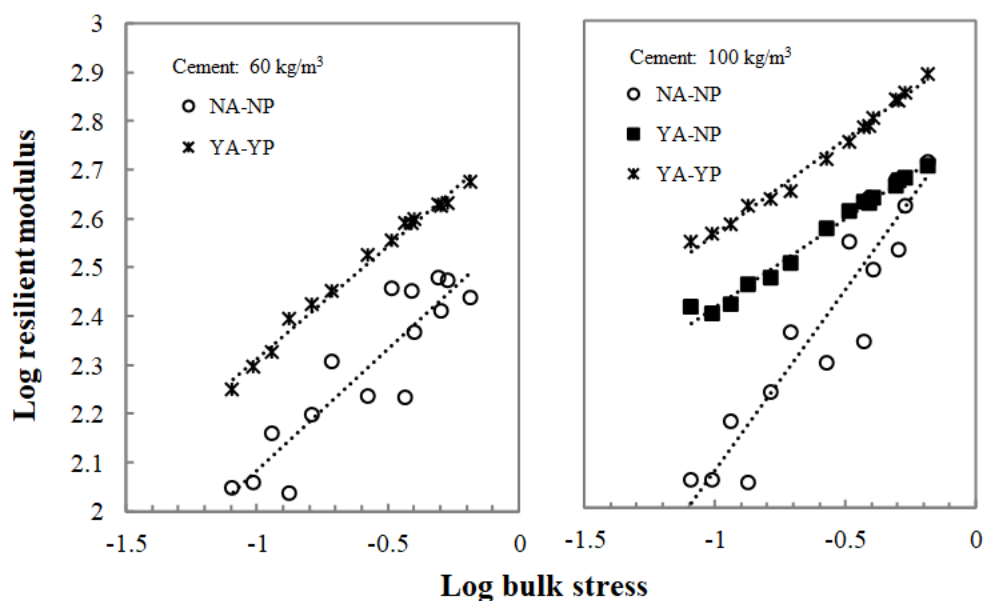 Log resilient modulus
3
2.9
2.8
2.7
2.6
2.5
2.4
2.3
2.2
2.1
2
Cement: 60 kg/m³
NA-NP
YA-YP
-1.5
-1
-0.5
0
Cement: 100 kg/m³
NA-NP
YA-NP
YA-YP
-1.5
-1
-0.5
0
Log bulk stress